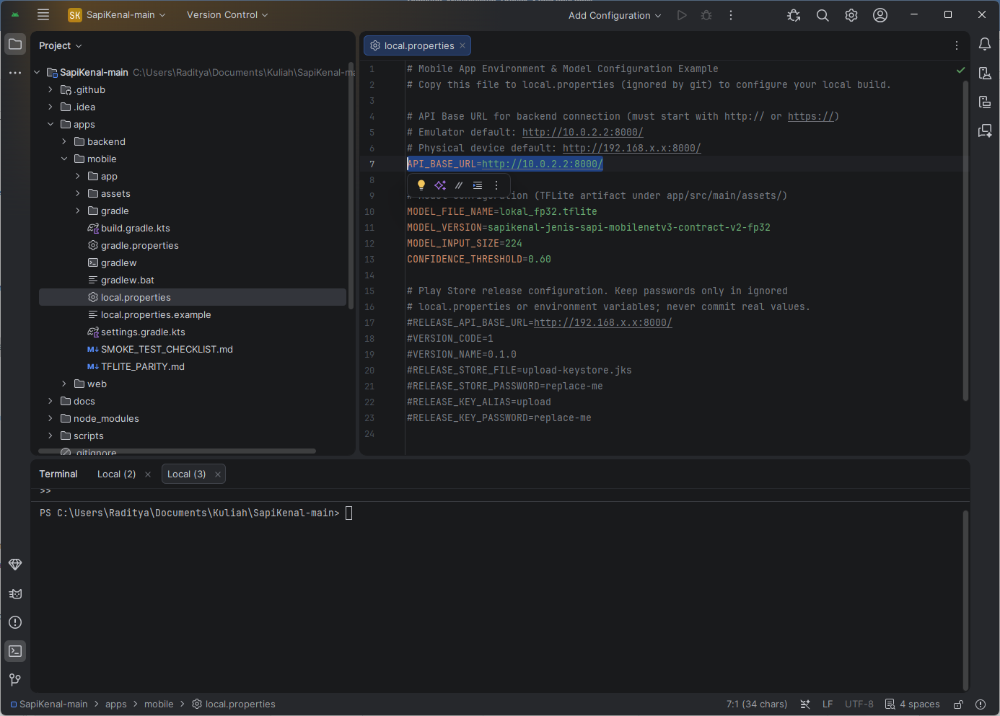 SK SapiKenal-main Version Control Add Configuration
Project
SapiKenal-main C:\Users\Raditya\Documents\Kuliah\SapiKenal-ma
.github
.idea
apps
backend
mobile
app
assets
gradle
build.gradle.kts
gradle.properties
gradlew
gradlew.bat
local.properties
local.properties.example
settings.gradle.kts
M↓ SMOKE_TEST_CHECKLIST.md
M↓ TFLITE_PARITY.md
web
docs
node_modules
scripts
.gitignore
local.properties
1 # Mobile App Environment & Model Configuration Example
2 # Copy this file to local.properties (ignored by git) to configure your local build.
3
4 # API Base URL for backend connection (must start with http:// or https://)
5 # Emulator default: http://10.0.2.2:8000/
6 # Physical device default: http://192.168.x.x:8000/
7 API_BASE_URL=http://10.0.2.2:8000/
8
9 # Model Configuration (TFLite artifact under app/src/main/assets/)
10 MODEL_FILE_NAME=lokal_fp32.tflite
11 MODEL_VERSION=sapikenal-jenis-sapi-mobilenetv3-contract-v2-fp32
12 MODEL_INPUT_SIZE=224
13 CONFIDENCE_THRESHOLD=0.60
14
15 # Play Store release configuration. Keep passwords only in ignored
16 # local.properties or environment variables; never commit real values.
17 #RELEASE_API_BASE_URL=http://192.168.x.x:8000/
18 #VERSION_CODE=1
19 #VERSION_NAME=0.1.0
20 #RELEASE_STORE_FILE=upload-keystore.jks
21 #RELEASE_STORE_PASSWORD=replace-me
22 #RELEASE_KEY_ALIAS=upload
23 #RELEASE_KEY_PASSWORD=replace-me
24
Terminal Local (2) Local (3)
>>
PS C:\Users\Raditya\Documents\Kuliah\SapiKenal-main>
SapiKenal-main > apps > mobile > local.properties 7:1 (34 chars) LF UTF-8 4 spaces